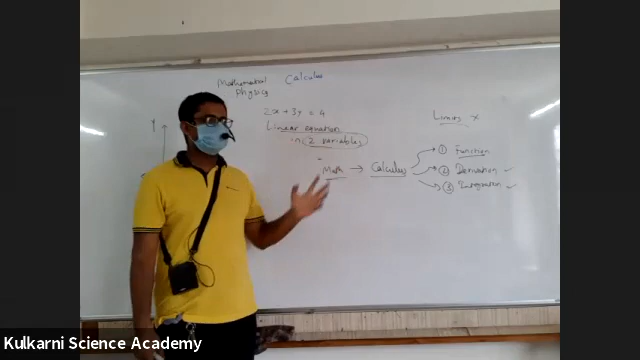 Mathematical Calculus
Physics
2x + 3y = 4
Linear equation
in 2 variables
Y
Limits x
Math → Calculus
① Function
② Derivation ✓
③ Integration ✓
Kulkarni Science Academy